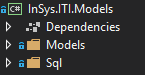 C# InSys.ITI.Models
Dependencies
Models
Sql